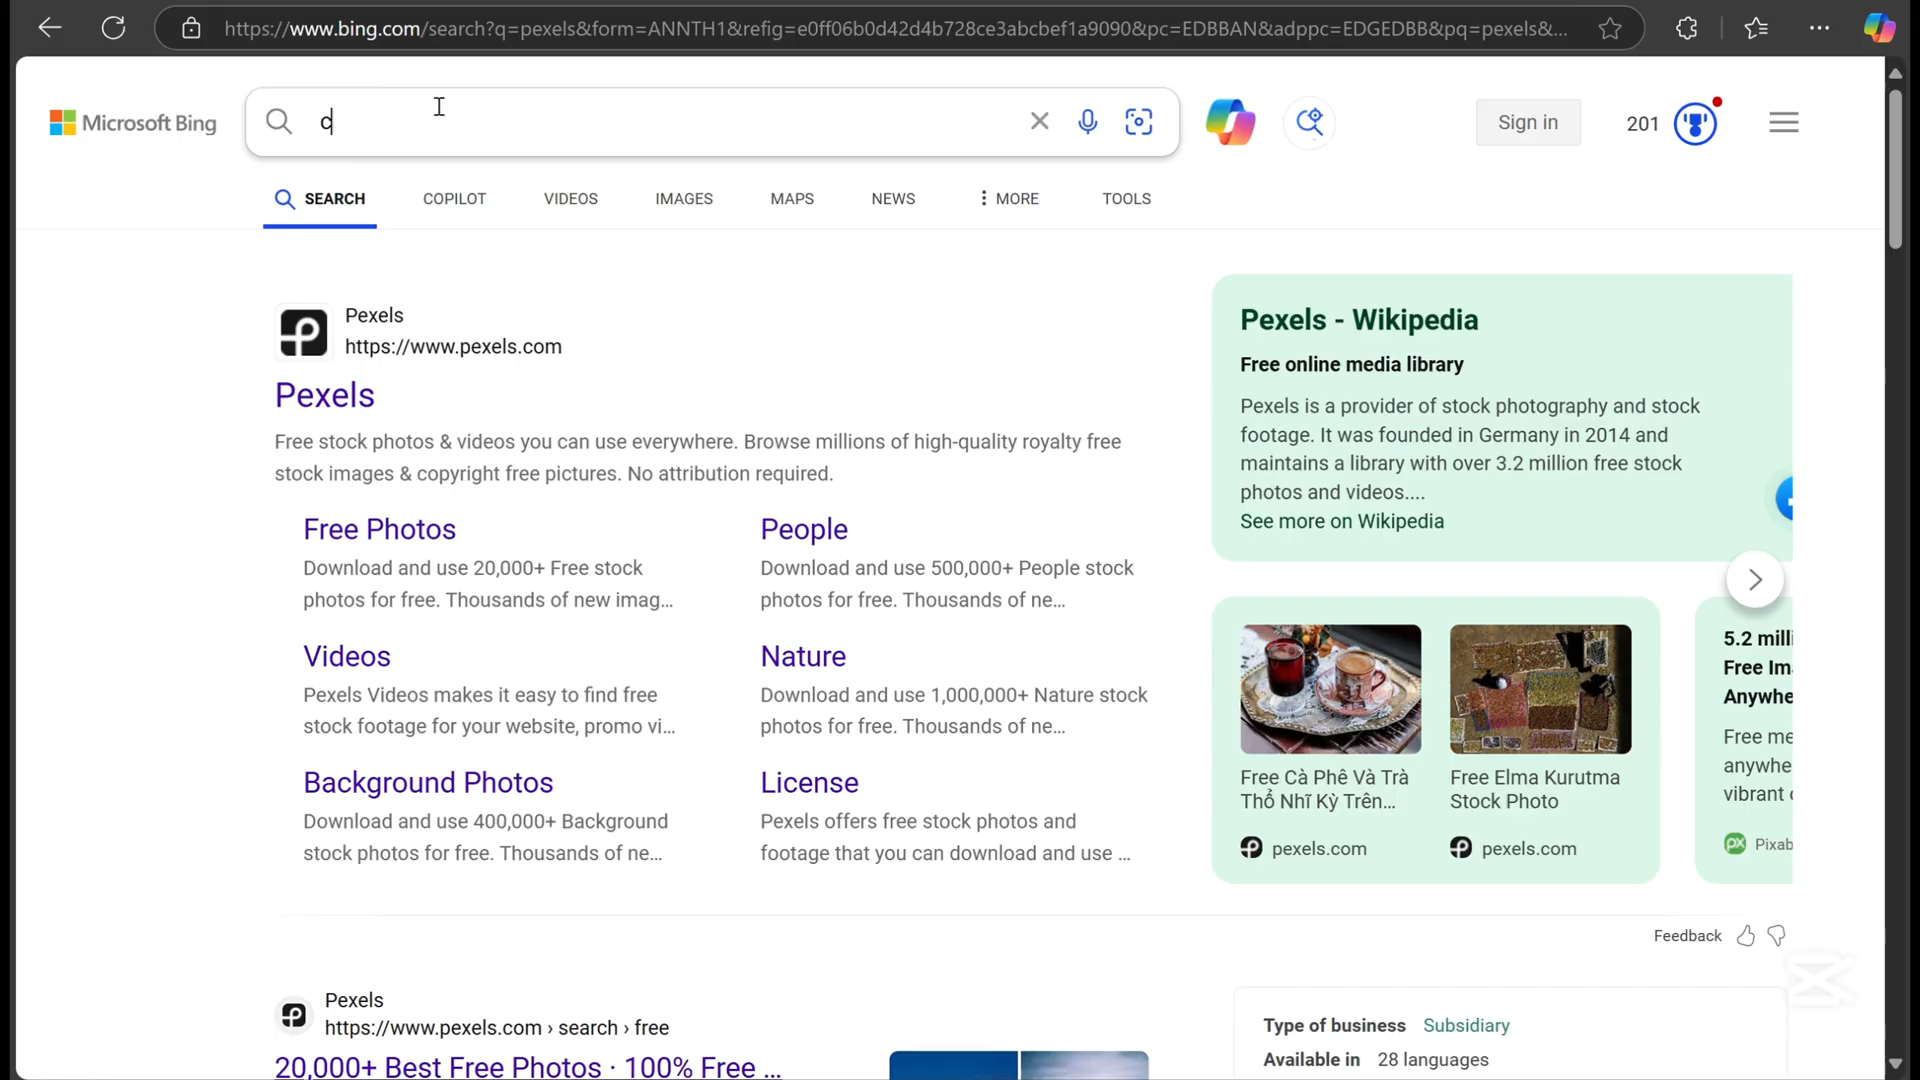 https://www.bing.com/search?q=pexels&form=ANNTH1&refig=e0ff06b0d42d4b728ce3abcbef1a9090&pc=EDBBAN&adppc=EDGEDBB&pq=pexels&...
Microsoft Bing
c
Sign in
201
SEARCH
COPILOT
VIDEOS
IMAGES
MAPS
NEWS
MORE
TOOLS
Pexels
https://www.pexels.com
Pexels
Free stock photos & videos you can use everywhere. Browse millions of high-quality royalty free
stock images & copyright free pictures. No attribution required.
Free Photos
Download and use 20,000+ Free stock
photos for free. Thousands of new imag...
People
Download and use 500,000+ People stock
photos for free. Thousands of ne...
Videos
Pexels Videos makes it easy to find free
stock footage for your website, promo vi...
Nature
Download and use 1,000,000+ Nature stock
photos for free. Thousands of ne...
Background Photos
Download and use 400,000+ Background
stock photos for free. Thousands of ne...
License
Pexels offers free stock photos and
footage that you can download and use ...
Pexels - Wikipedia
Free online media library
Pexels is a provider of stock photography and stock
footage. It was founded in Germany in 2014 and
maintains a library with over 3.2 million free stock
photos and videos....
See more on Wikipedia
Free Cà Phê Và Trà
Thổ Nhĩ Kỳ Trên...
pexels.com
Free Elma Kurutma
Stock Photo
pexels.com
5.2 milli
Free Ima
Anywhe
Free me
anywhe
vibrant c
Pixab
Feedback
Pexels
https://www.pexels.com › search › free
20,000+ Best Free Photos · 100% Free ...
Type of business Subsidiary
Available in 28 languages